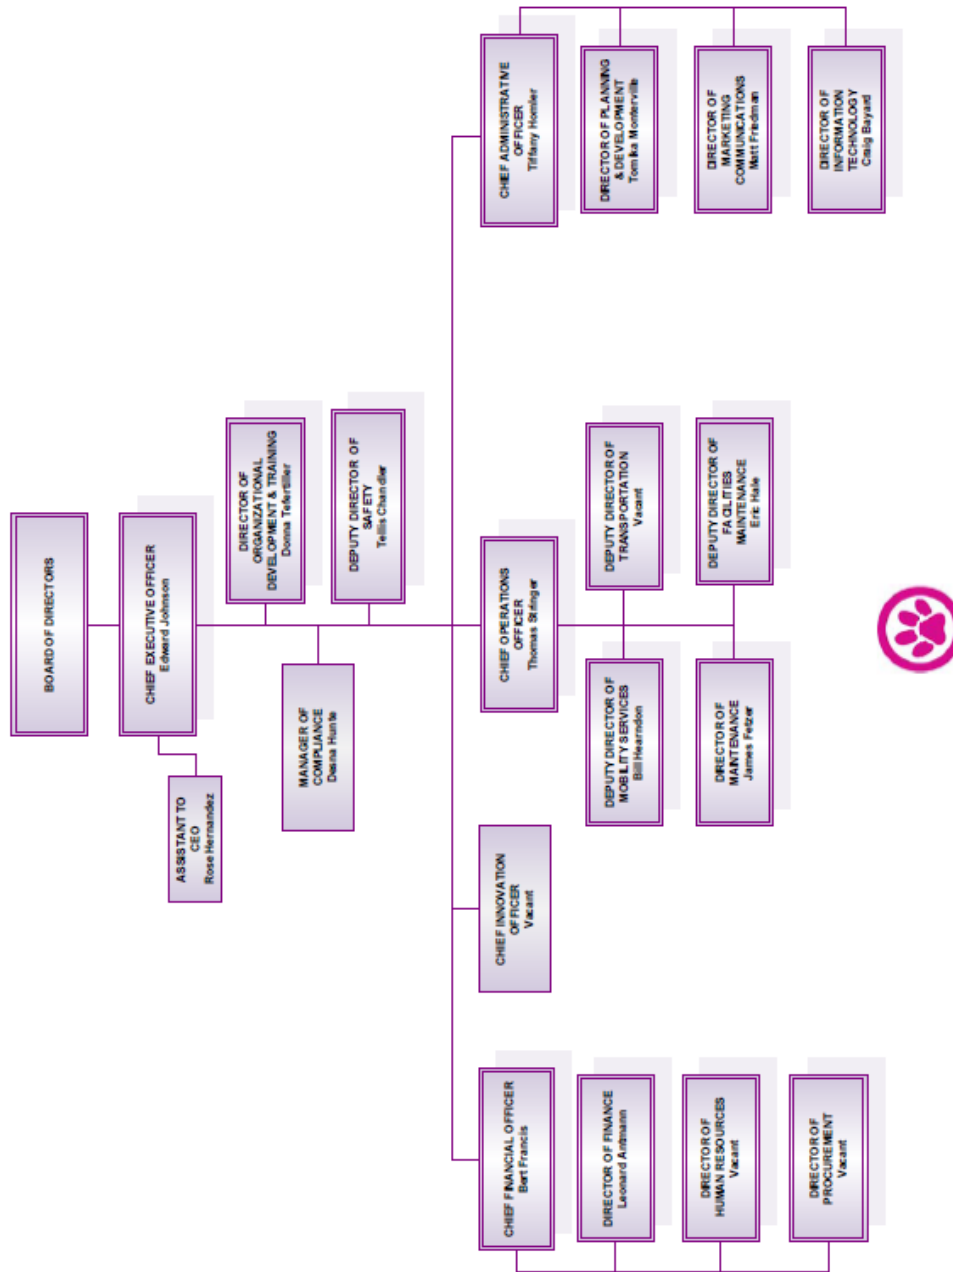 BOARD OF DIRECTORS
CHIEF EXECUTIVE OFFICER
Edward Johnson
ASSISTANT TO
CEO
Rose Hernandez
DIRECTOR OF
ORGANIZATIONAL
DEVELOPMENT & TRAINING
Donna Tefertiller
MANAGER OF
COMPLIANCE
Desna Hunte
DEPUTY DIRECTOR OF
SAFETY
Tellis Chandler
CHIEF FINANCIAL OFFICER
Bert Francis
CHIEF INNOVATION
OFFICER
Vacant
CHIEF OPERATIONS
OFFICER
Thomas Stringer
CHIEF ADMINISTRATIVE
OFFICER
Tiffany Homler
DIRECTOR OF FINANCE
Leonard Antmann
DIRECTOR OF
HUMAN RESOURCES
Vacant
DIRECTOR OF
PROCUREMENT
Vacant
DEPUTY DIRECTOR OF
MOBILITY SERVICES
Bill Hearndon
DEPUTY DIRECTOR OF
TRANSPORTATION
Vacant
DIRECTOR OF
MAINTENANCE
James Fetzer
DEPUTY DIRECTOR OF
FACILITIES
MAINTENANCE
Eric Hale
DIRECTOR OF PLANNING
& DEVELOPMENT
Tomika Monterville
DIRECTOR OF
MARKETING
COMMUNICATIONS
Matt Friedman
DIRECTOR OF
INFORMATION
TECHNOLOGY
Craig Bayard